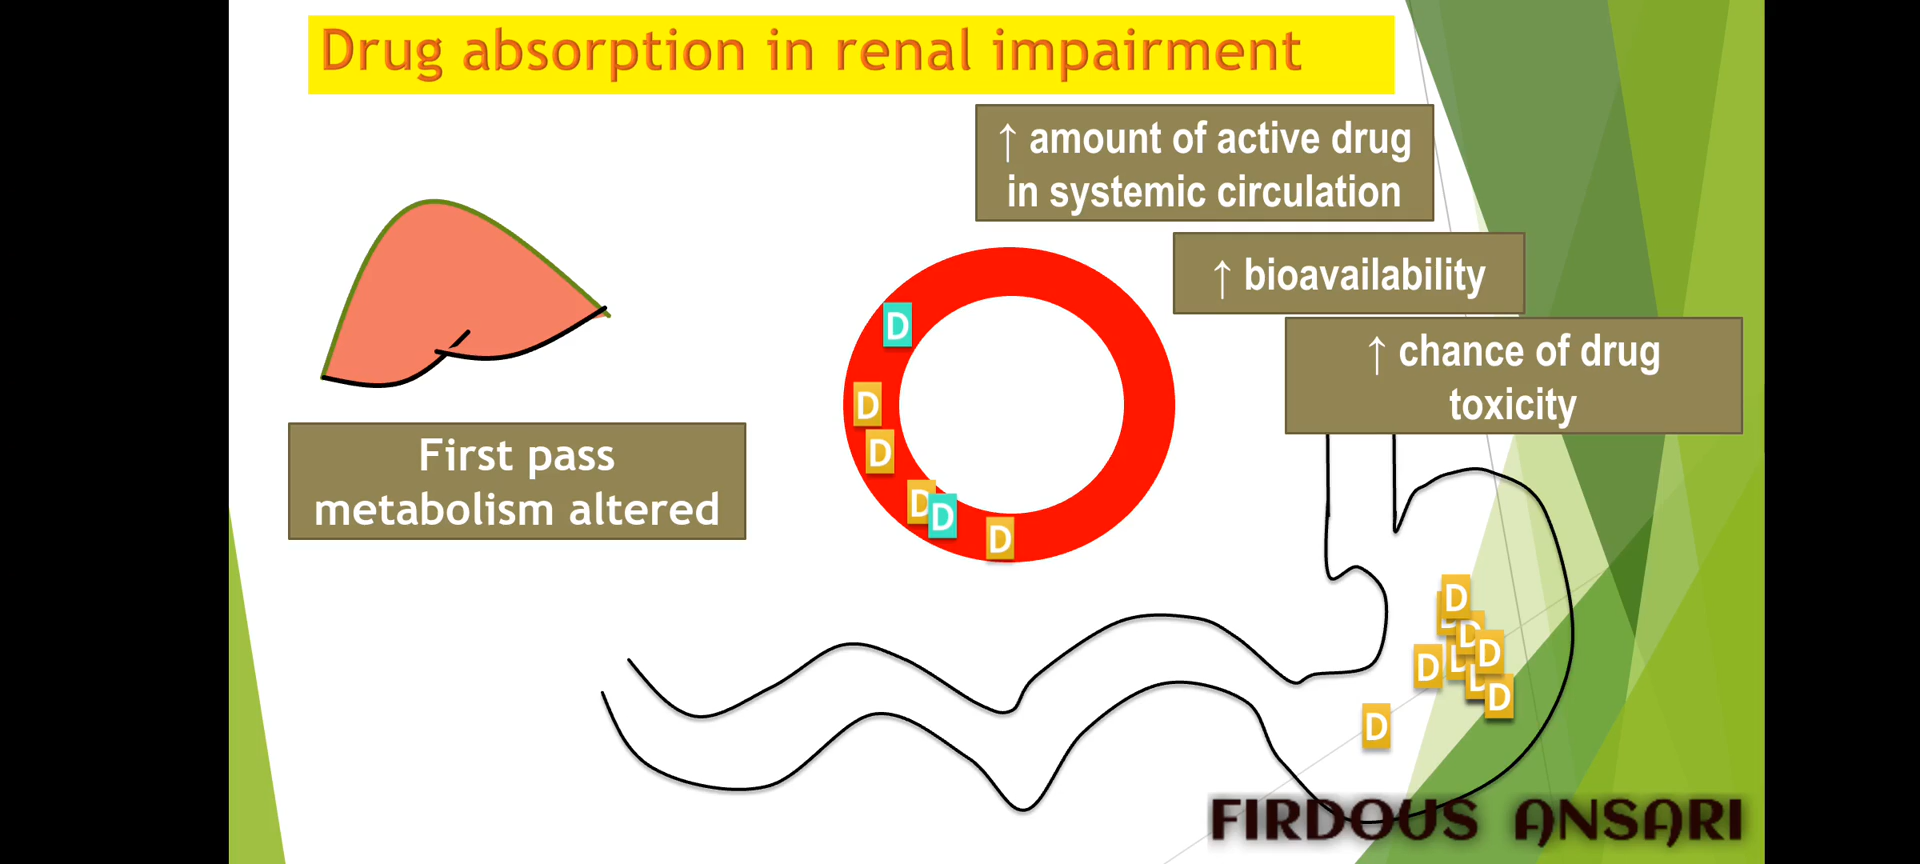 Drug absorption in renal impairment
↑ amount of active drug
in systemic circulation
↑ bioavailability
↑ chance of drug
toxicity
First pass
metabolism altered
D
D
D
D
D
D
D
D
D
D
D
D
FIRDOUS ANSARI